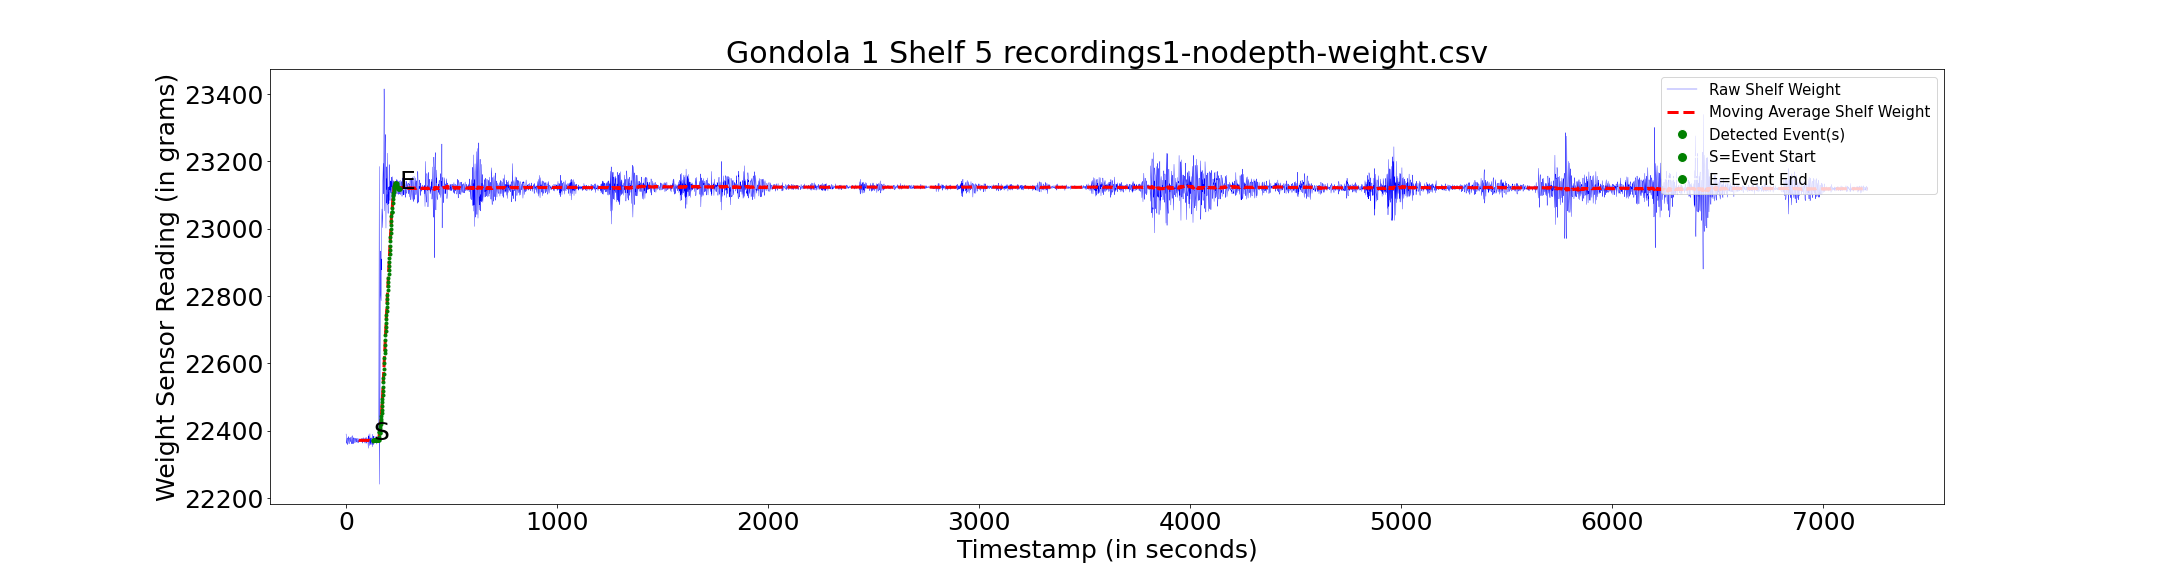 Gondola 1 Shelf 5 recordings1-nodepth-weight.csv
Weight Sensor Reading (in grams)
23400
23200
23000
22800
22600
22400
22200
E
S
Raw Shelf Weight
Moving Average Shelf Weight
Detected Event(s)
S=Event Start
E=Event End
0 1000 2000 3000 4000 5000 6000 7000
Timestamp (in seconds)